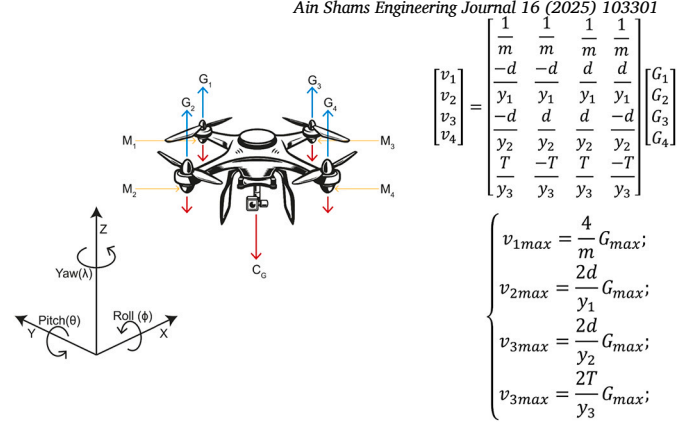 Ain Shams Engineering Journal 16 (2025) 103301
G₁
G₂
G₃
G₄
M₁
M₂
M₃
M₄
C_G
Z
Yaw(λ)
Pitch(θ)
Roll (ϕ)
Y
X
[v₁ v₂ v₃ v₄] = [1/m 1/m 1/m 1/m
-d/y₁ -d/y₁ d/y₁ d/y₁
-d/y₂ d/y₂ d/y₂ -d/y₂
T/y₃ -T/y₃ T/y₃ -T/y₃] [G₁ G₂ G₃ G₄]
v₁max = 4/m Gmax;
v₂max = 2d/y₁ Gmax;
v₃max = 2d/y₂ Gmax;
v₃max = 2T/y₃ Gmax;